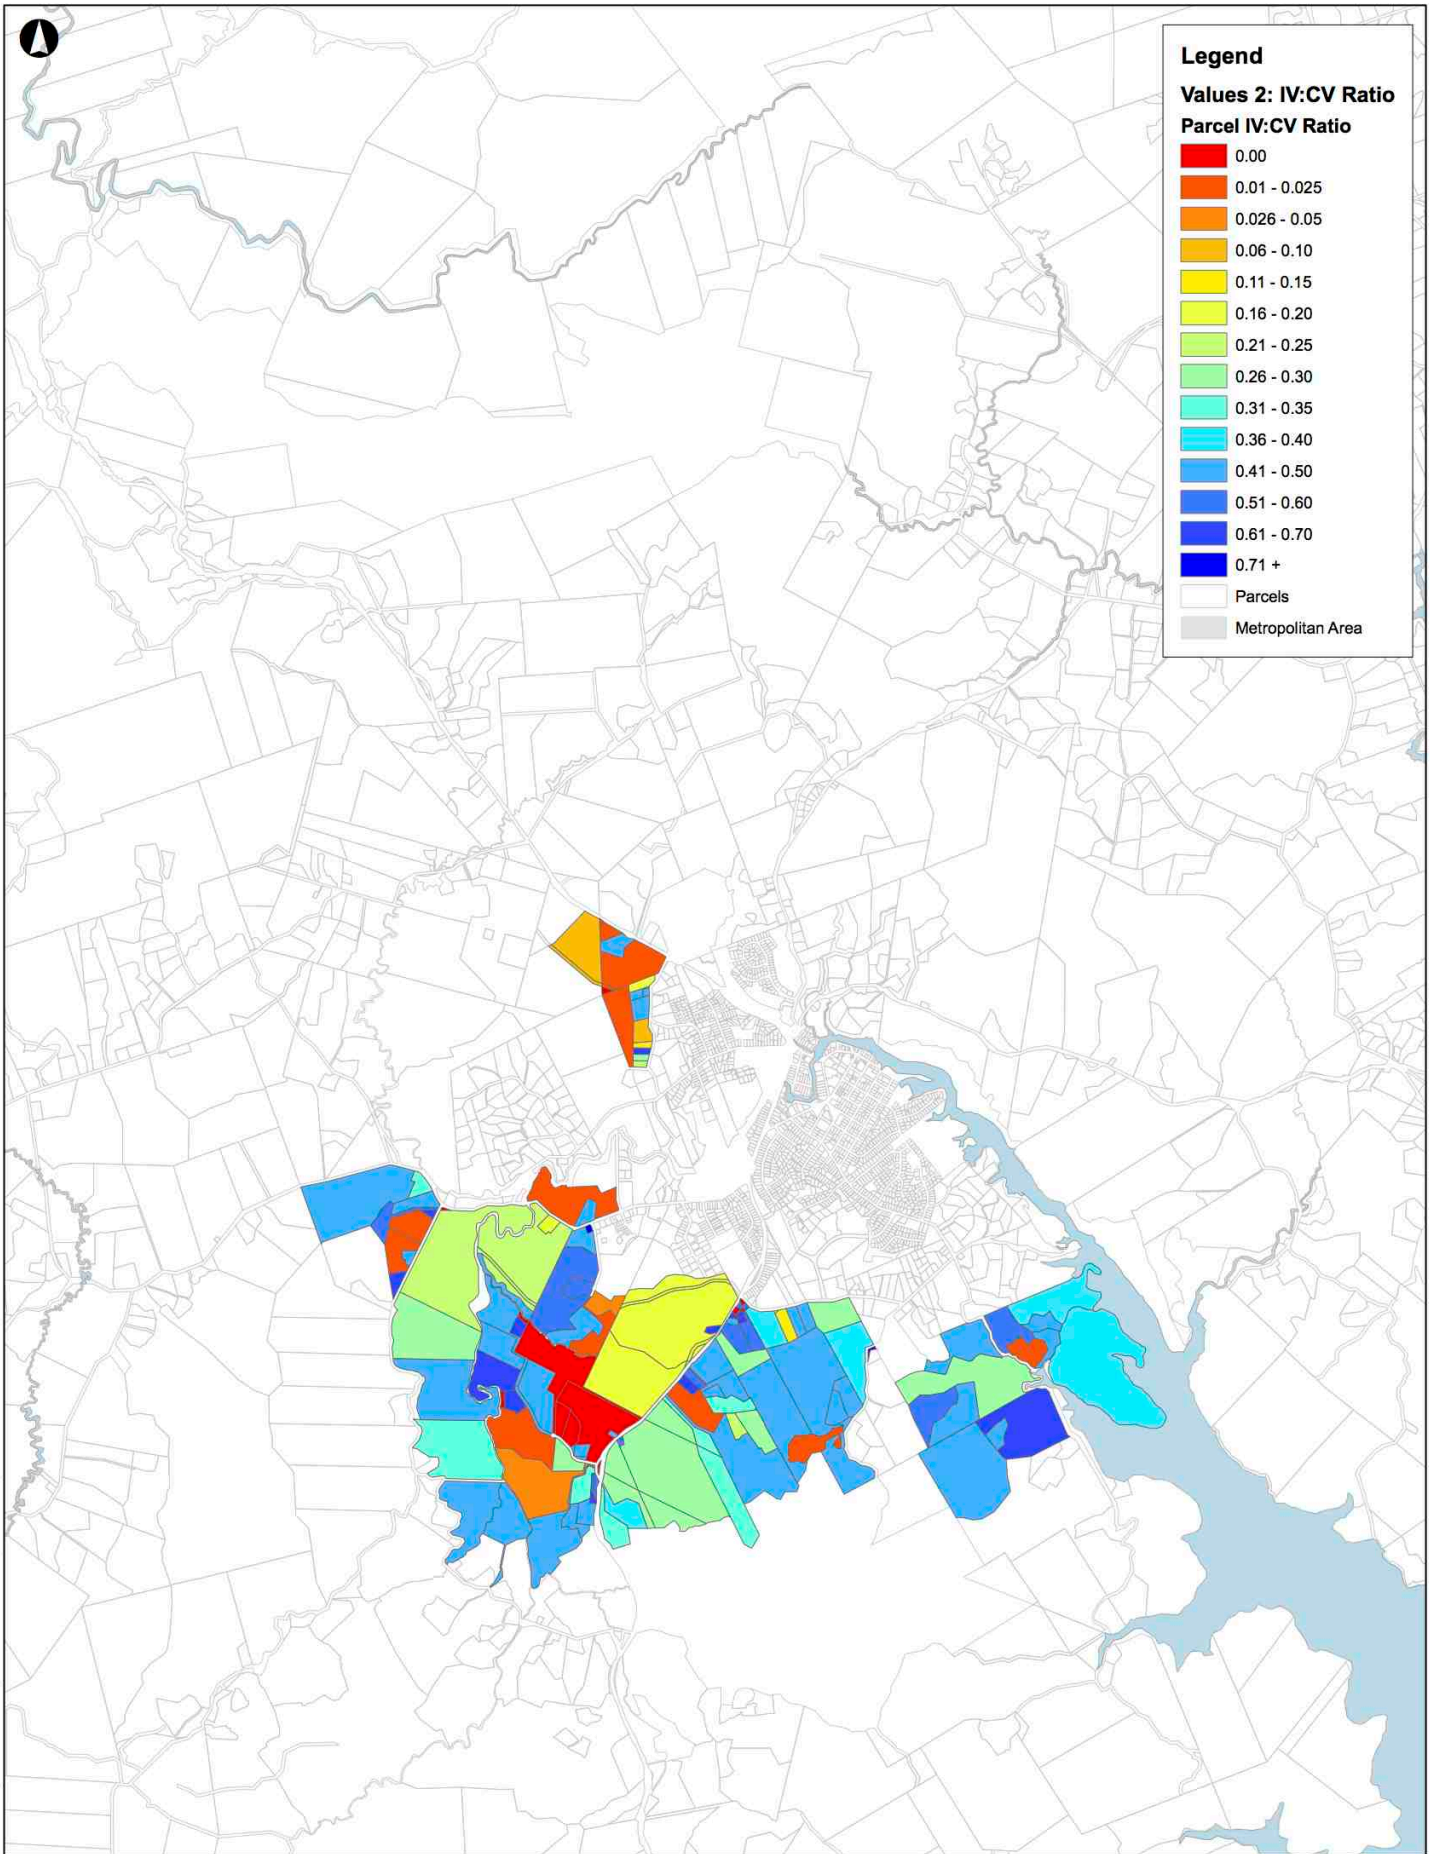 Legend
Values 2: IV:CV Ratio
Parcel IV:CV Ratio
0.00
0.01 - 0.025
0.026 - 0.05
0.06 - 0.10
0.11 - 0.15
0.16 - 0.20
0.21 - 0.25
0.26 - 0.30
0.31 - 0.35
0.36 - 0.40
0.41 - 0.50
0.51 - 0.60
0.61 - 0.70
0.71 +
Parcels
Metropolitan Area